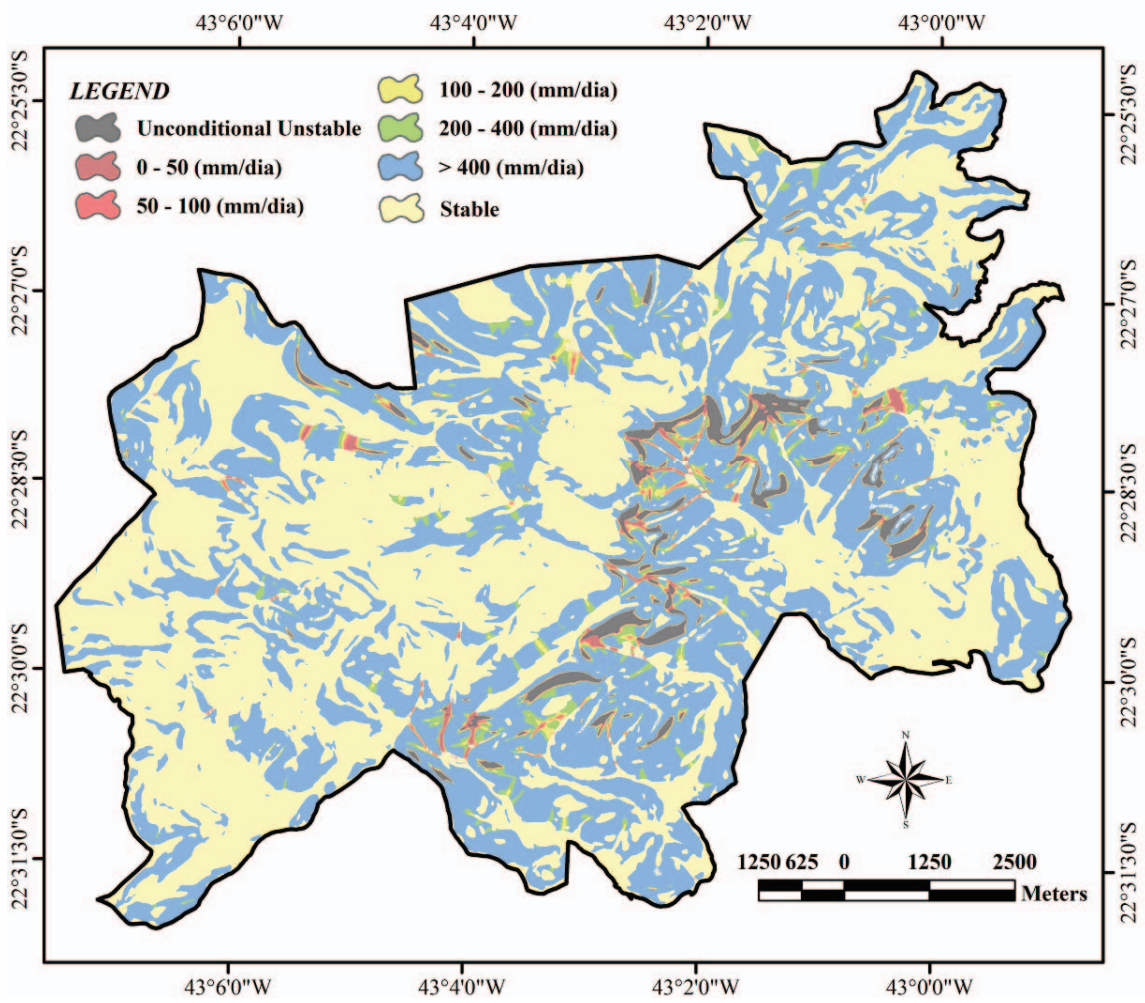 43°6'0"W 43°4'0"W 43°2'0"W 43°0'0"W
LEGEND
Unconditional Unstable
0 - 50 (mm/dia)
50 - 100 (mm/dia)
100 - 200 (mm/dia)
200 - 400 (mm/dia)
> 400 (mm/dia)
Stable
22°25'30"S
22°27'0"S
22°28'30"S
22°30'0"S
22°31'30"S
22°25'30"S
22°27'0"S
22°28'30"S
22°30'0"S
22°31'30"S
N
W E
S
1250 625 0 1250 2500
Meters
43°6'0"W 43°4'0"W 43°2'0"W 43°0'0"W